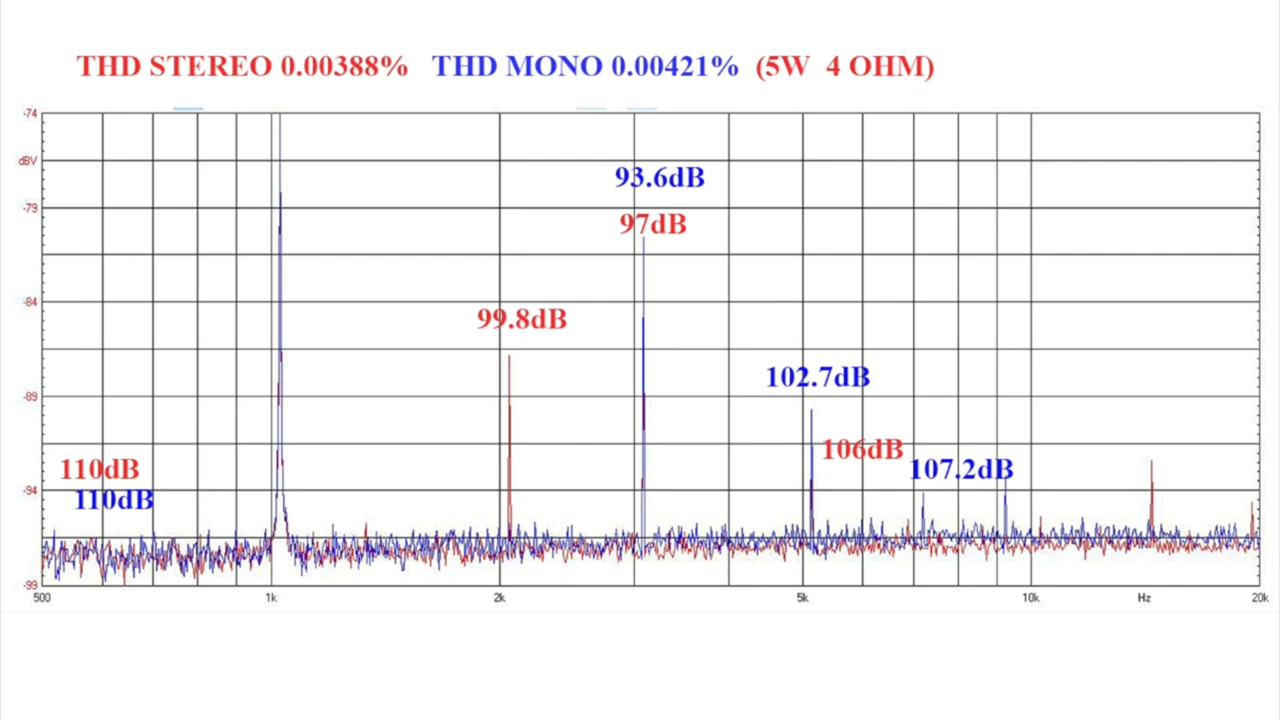 THD STEREO 0.00388% THD MONO 0.00421% (5W 4 OHM)
-74
dBV
-79
-84
-89
-94
-99
93.6dB
97dB
99.8dB
102.7dB
106dB
107.2dB
110dB
110dB
500 1k 2k 5k 10k Hz 20k